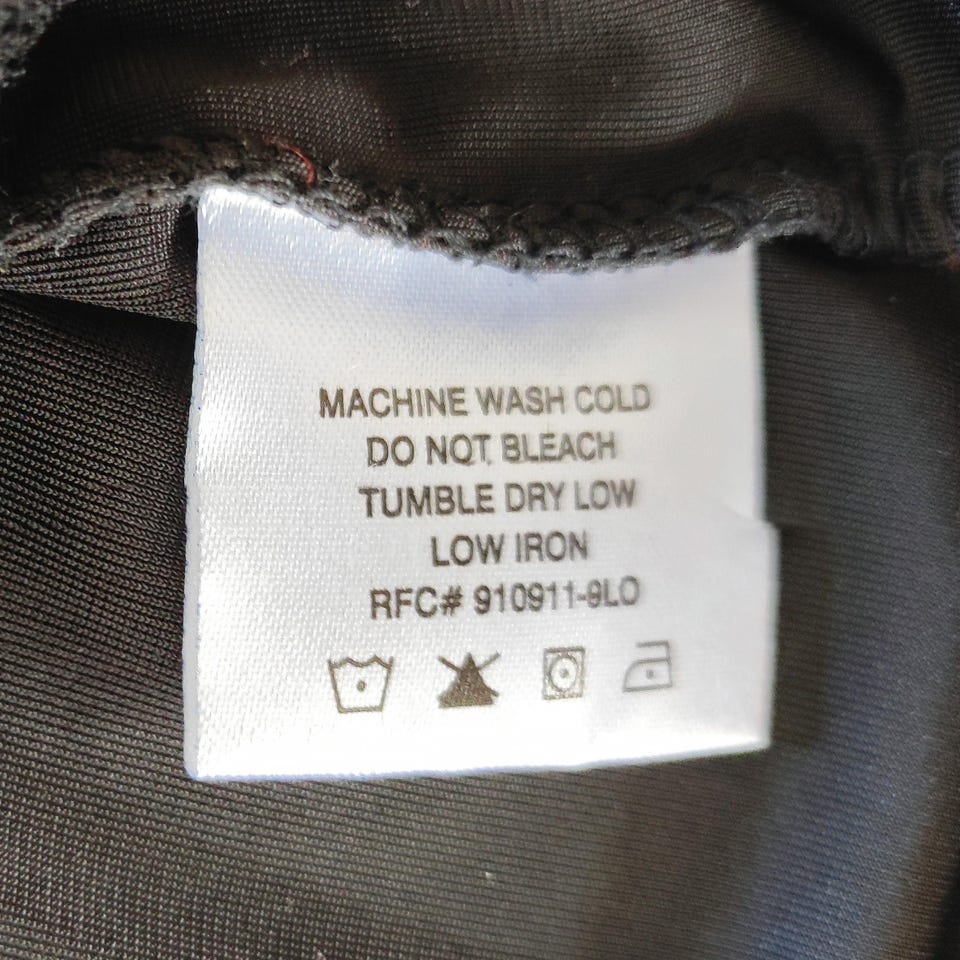 MACHINE WASH COLD
DO NOT BLEACH
TUMBLE DRY LOW
LOW IRON
RFC# 910911-9LO